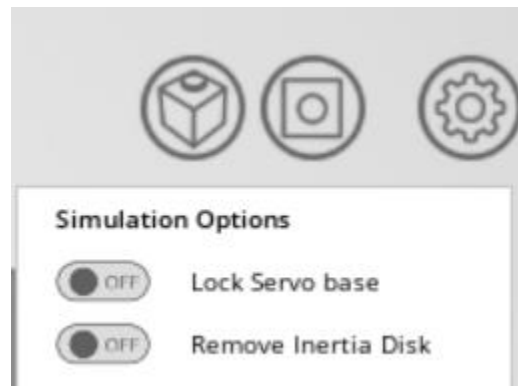 Simulation Options
OFF Lock Servo base
OFF Remove Inertia Disk